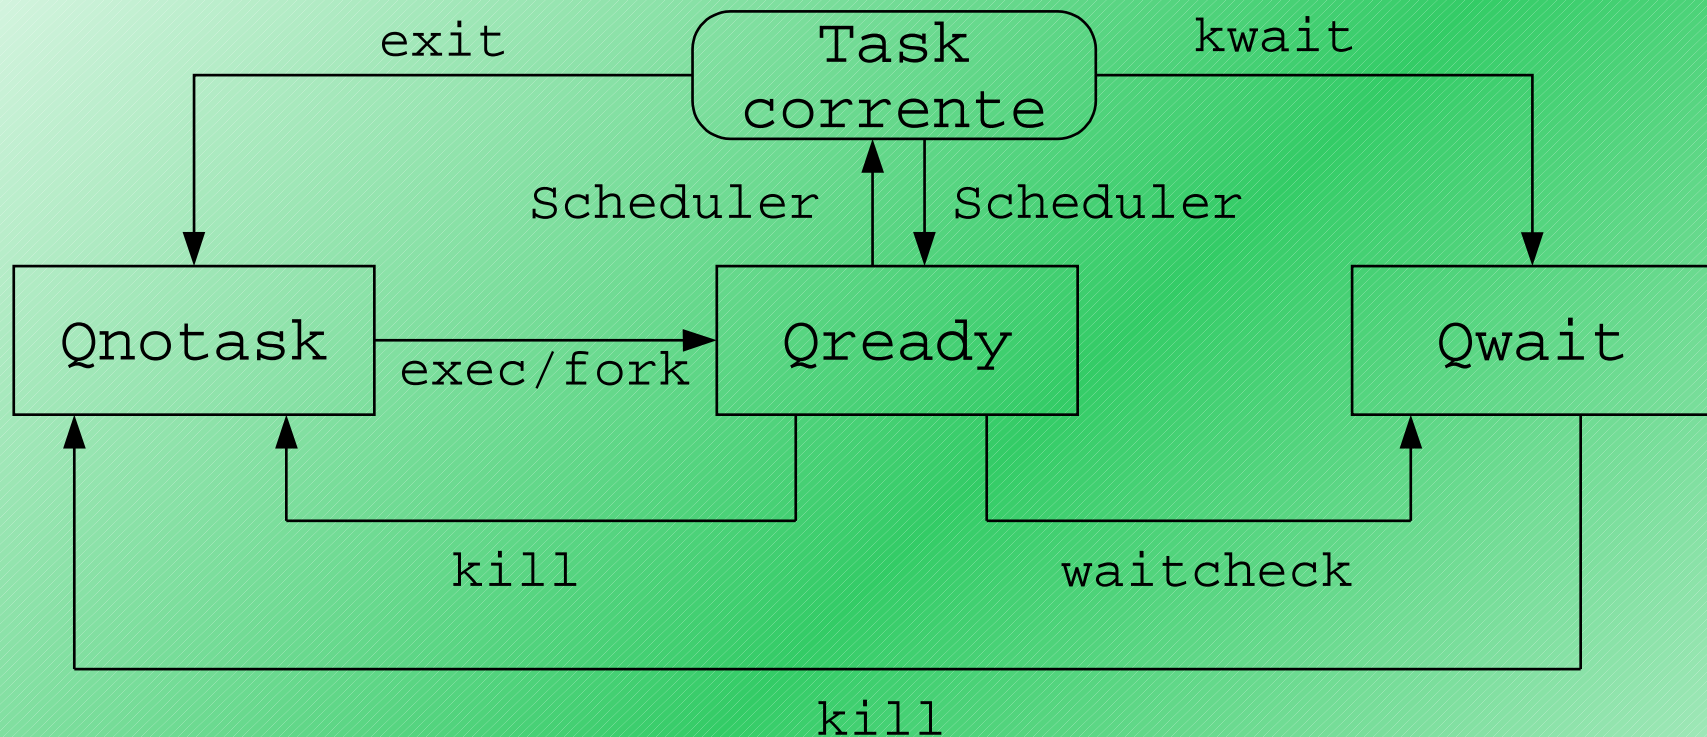 exit
Task
corrente
kwait
Scheduler
Scheduler
Qnotask
exec/fork
Qready
Qwait
kill
waitcheck
kill